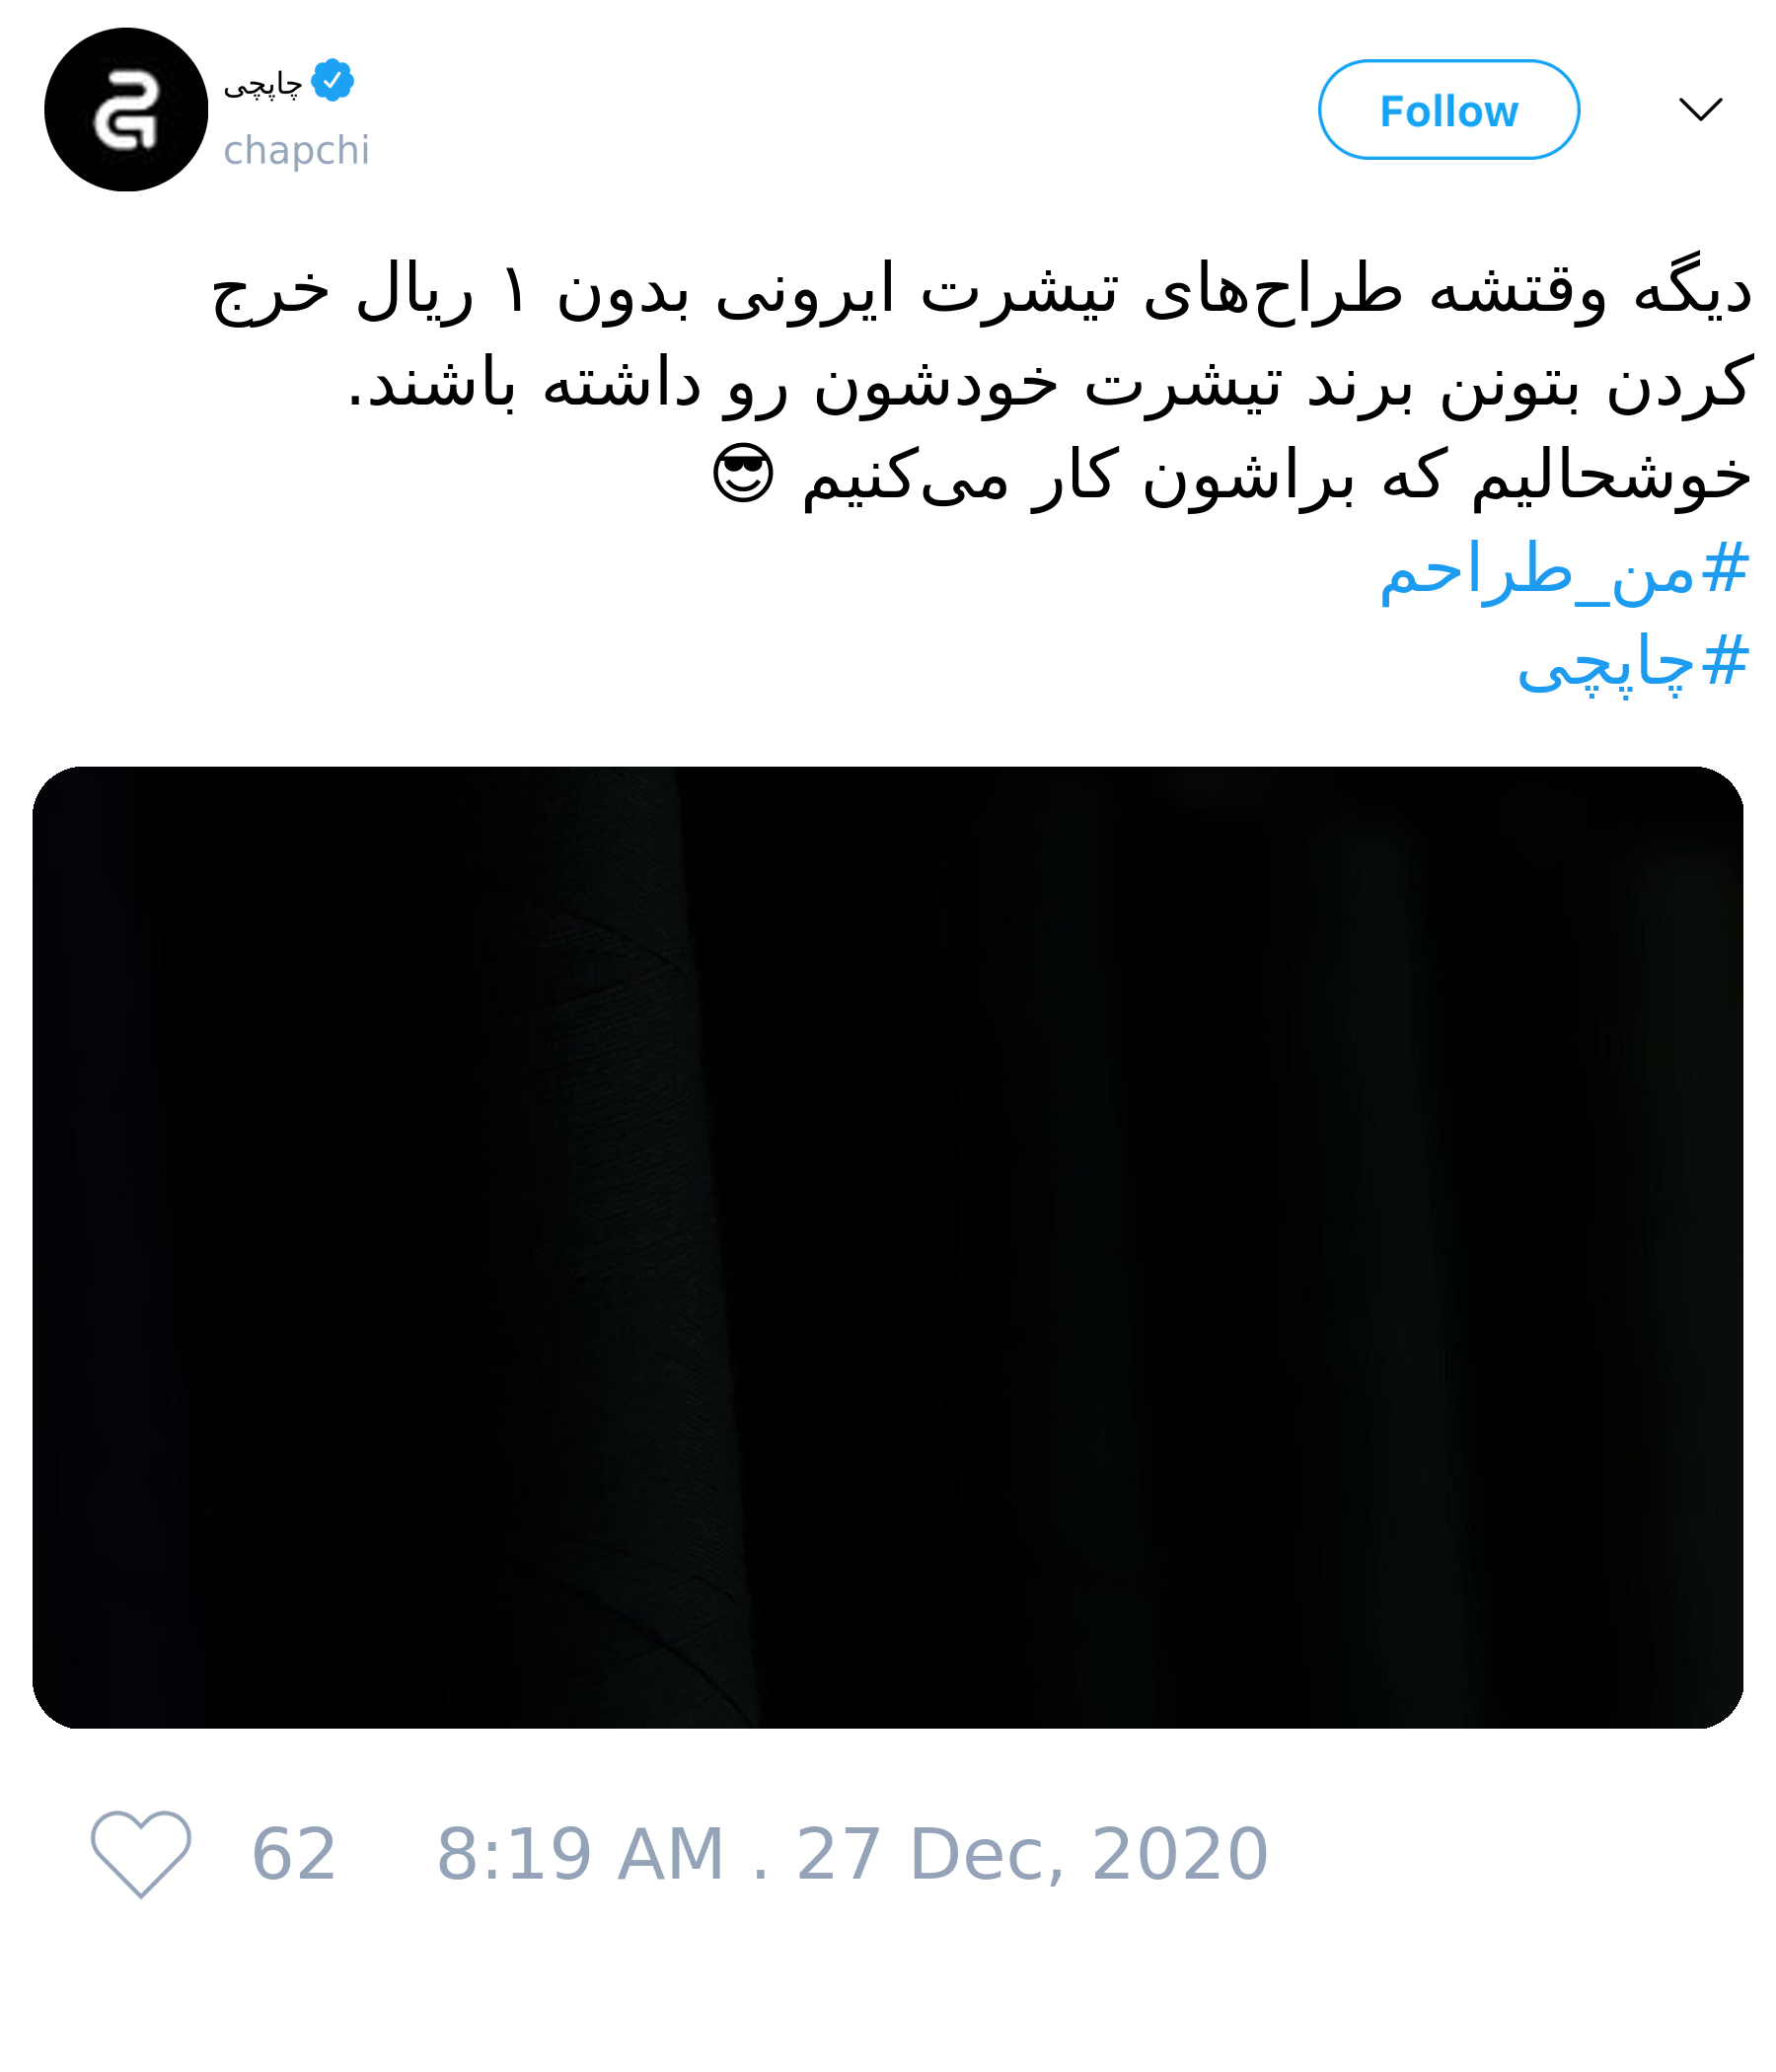 چاپچی
chapchi
Follow
دیگه وقتشه طراح‌های تیشرت ایرونی بدون ۱ ریال خرج
کردن بتونن برند تیشرت خودشون رو داشته باشند.
خوشحالیم که براشون کار می‌کنیم 😎
#من_طراحم
#چاپچی
62 8:19 AM . 27 Dec, 2020